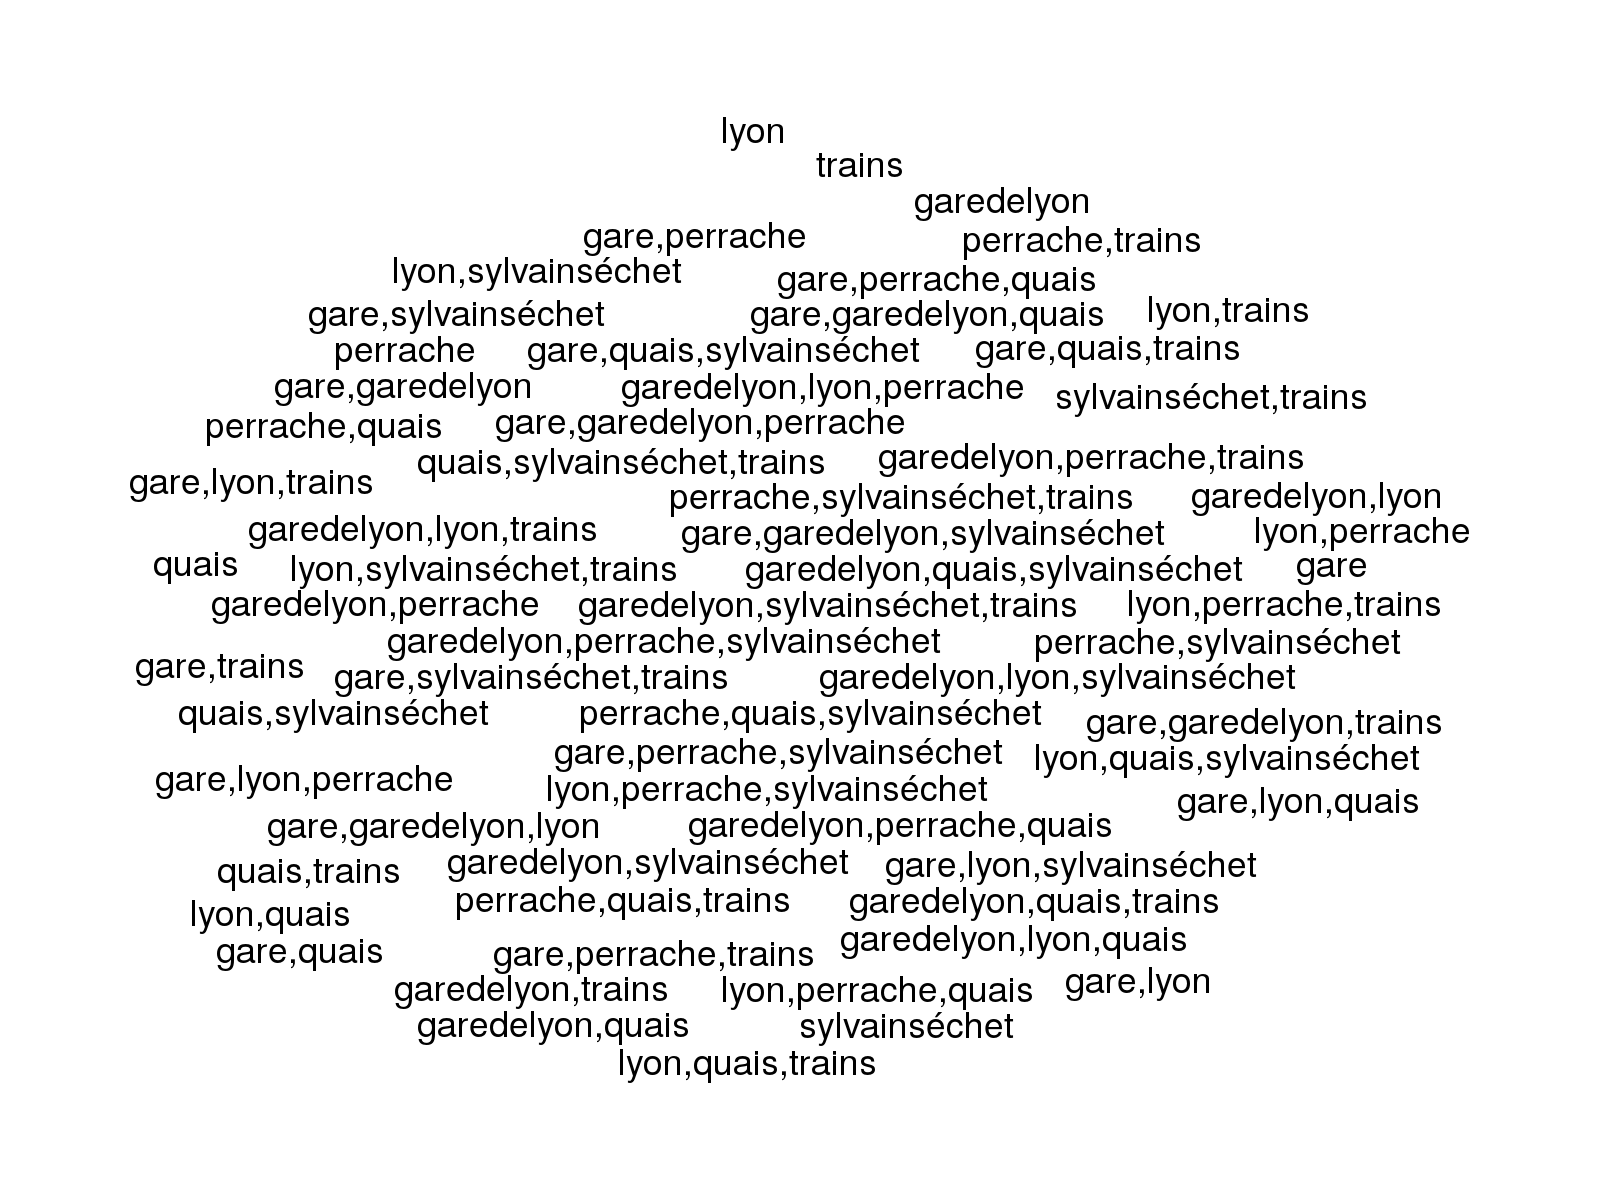 lyon
trains
garedelyon
gare,perrache perrache,trains
lyon,sylvainséchet gare,perrache,quais
gare,sylvainséchet gare,garedelyon,quais lyon,trains
perrache gare,quais,sylvainséchet gare,quais,trains
gare,garedelyon garedelyon,lyon,perrache sylvainséchet,trains
perrache,quais gare,garedelyon,perrache
gare,lyon,trains quais,sylvainséchet,trains garedelyon,perrache,trains
perrache,sylvainséchet,trains garedelyon,lyon
garedelyon,lyon,trains gare,garedelyon,sylvainséchet lyon,perrache
quais lyon,sylvainséchet,trains garedelyon,quais,sylvainséchet gare
garedelyon,perrache garedelyon,sylvainséchet,trains lyon,perrache,trains
garedelyon,perrache,sylvainséchet perrache,sylvainséchet
gare,trains gare,sylvainséchet,trains garedelyon,lyon,sylvainséchet
quais,sylvainséchet perrache,quais,sylvainséchet gare,garedelyon,trains
gare,perrache,sylvainséchet lyon,quais,sylvainséchet
gare,lyon,perrache lyon,perrache,sylvainséchet gare,lyon,quais
gare,garedelyon,lyon garedelyon,perrache,quais
quais,trains garedelyon,sylvainséchet gare,lyon,sylvainséchet
lyon,quais perrache,quais,trains garedelyon,quais,trains
gare,quais gare,perrache,trains garedelyon,lyon,quais
garedelyon,trains lyon,perrache,quais gare,lyon
garedelyon,quais sylvainséchet
lyon,quais,trains